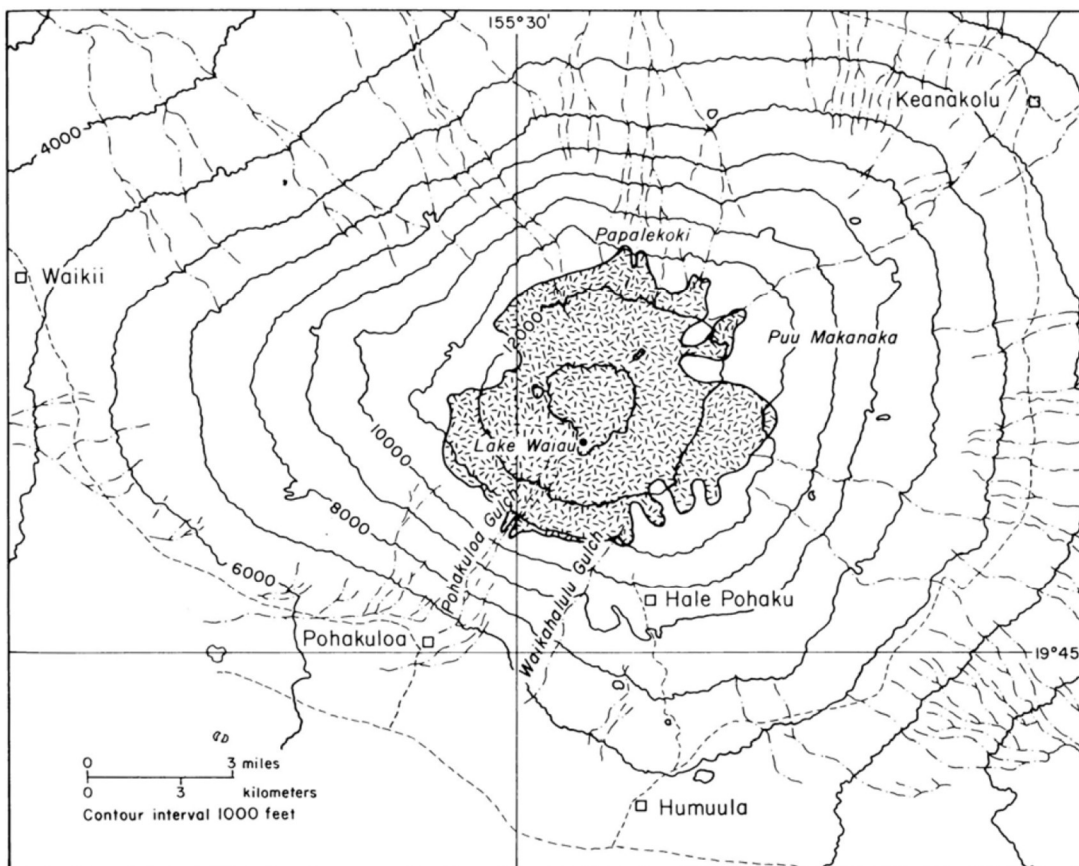 155°30'
Keanakolu
4000
Papalekoki
Waikii
12000
Puu Makanaka
10000
Lake Waiau
8000
Pohakuloa Gulch
6000
Waikahalulu Gulch
Hale Pohaku
Pohakuloa
19°45
0 3 miles
0 3 kilometers
Contour interval 1000 feet
Humuula